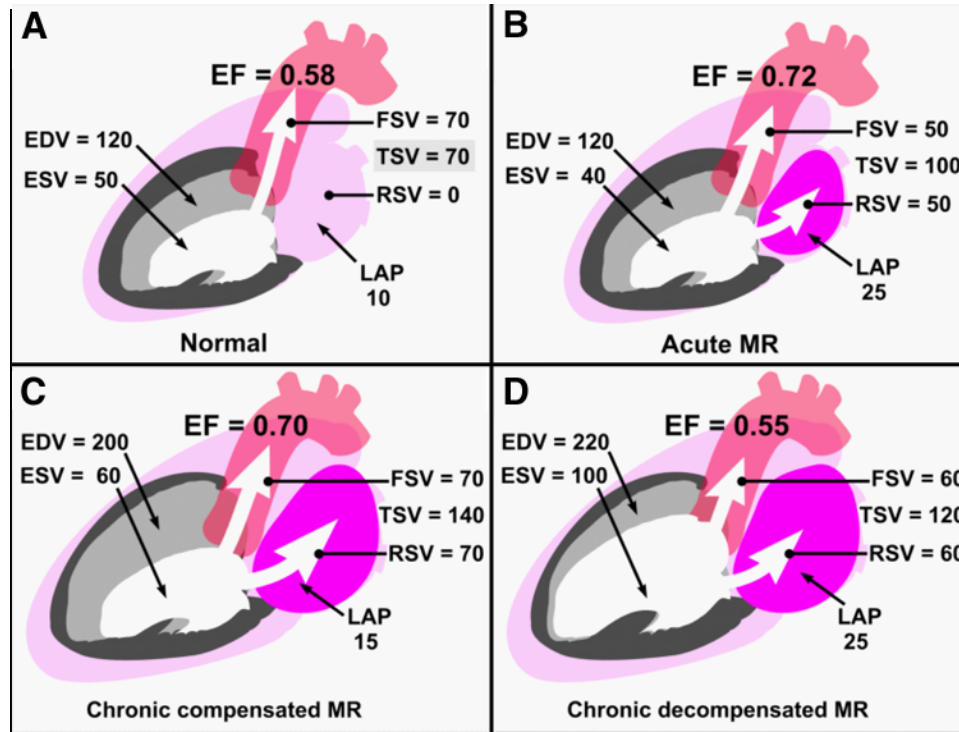 A
EF = 0.58
EDV = 120
ESV = 50
FSV = 70
TSV = 70
RSV = 0
LAP
10
Normal
B
EF = 0.72
EDV = 120
ESV = 40
FSV = 50
TSV = 100
RSV = 50
LAP
25
Acute MR
C
EF = 0.70
EDV = 200
ESV = 60
FSV = 70
TSV = 140
RSV = 70
LAP
15
Chronic compensated MR
D
EF = 0.55
EDV = 220
ESV = 100
FSV = 60
TSV = 120
RSV = 60
LAP
25
Chronic decompensated MR